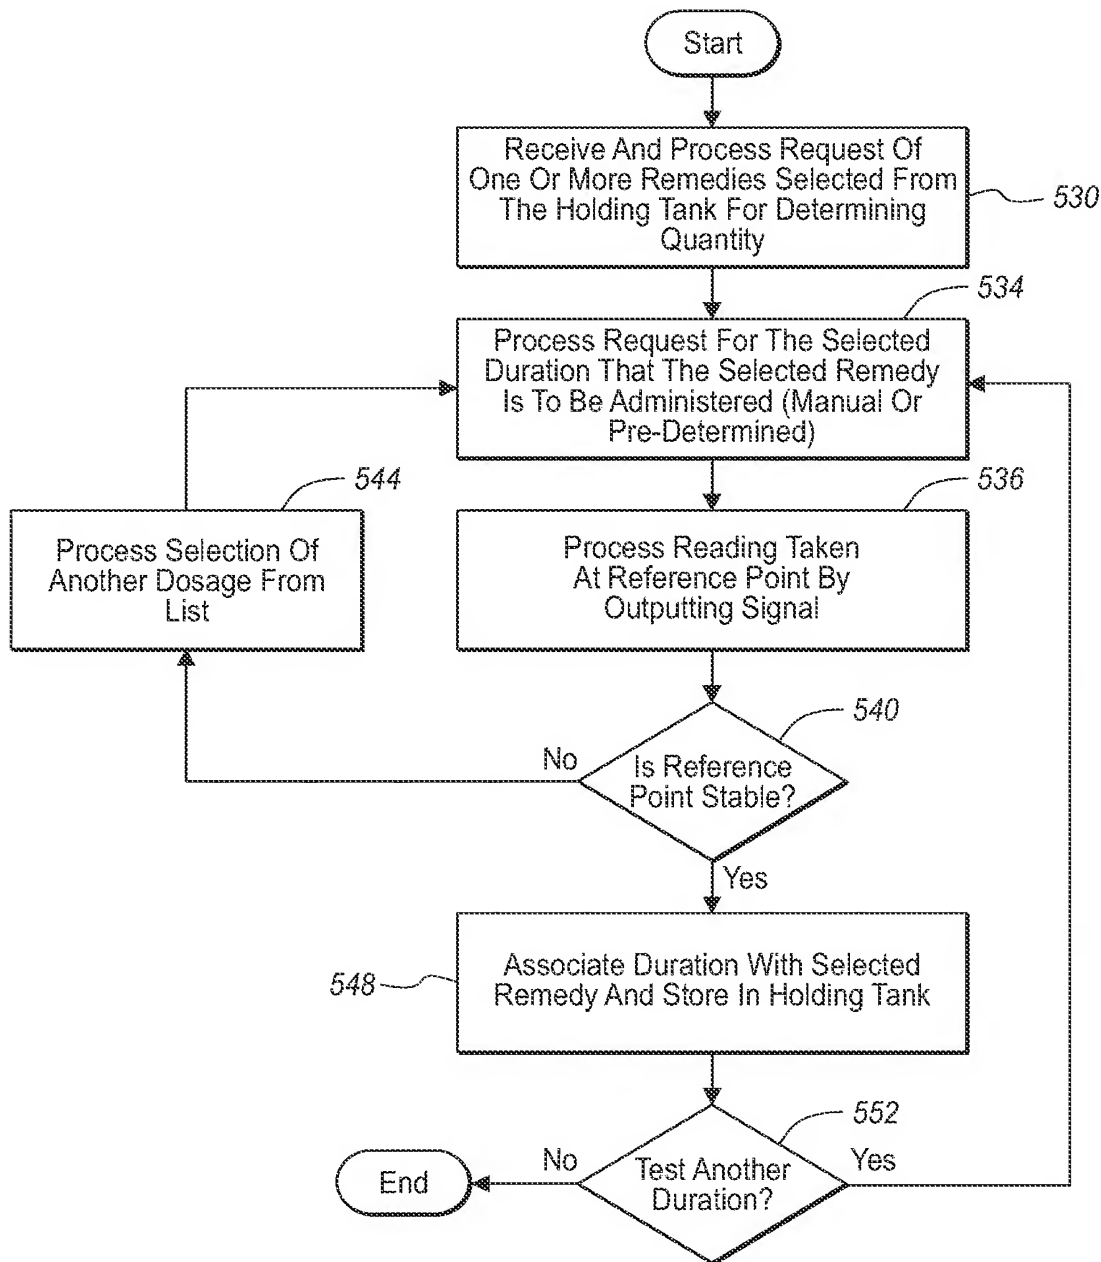 Start
Receive And Process Request Of
One Or More Remedies Selected From
The Holding Tank For Determining
Quantity
530
534
Process Request For The Selected
Duration That The Selected Remedy
Is To Be Administered (Manual Or
Pre-Determined)
544
536
Process Selection Of
Another Dosage From
List
Process Reading Taken
At Reference Point By
Outputting Signal
540
No
Is Reference
Point Stable?
Yes
548
Associate Duration With Selected
Remedy And Store In Holding Tank
552
End
No
Test Another
Duration?
Yes